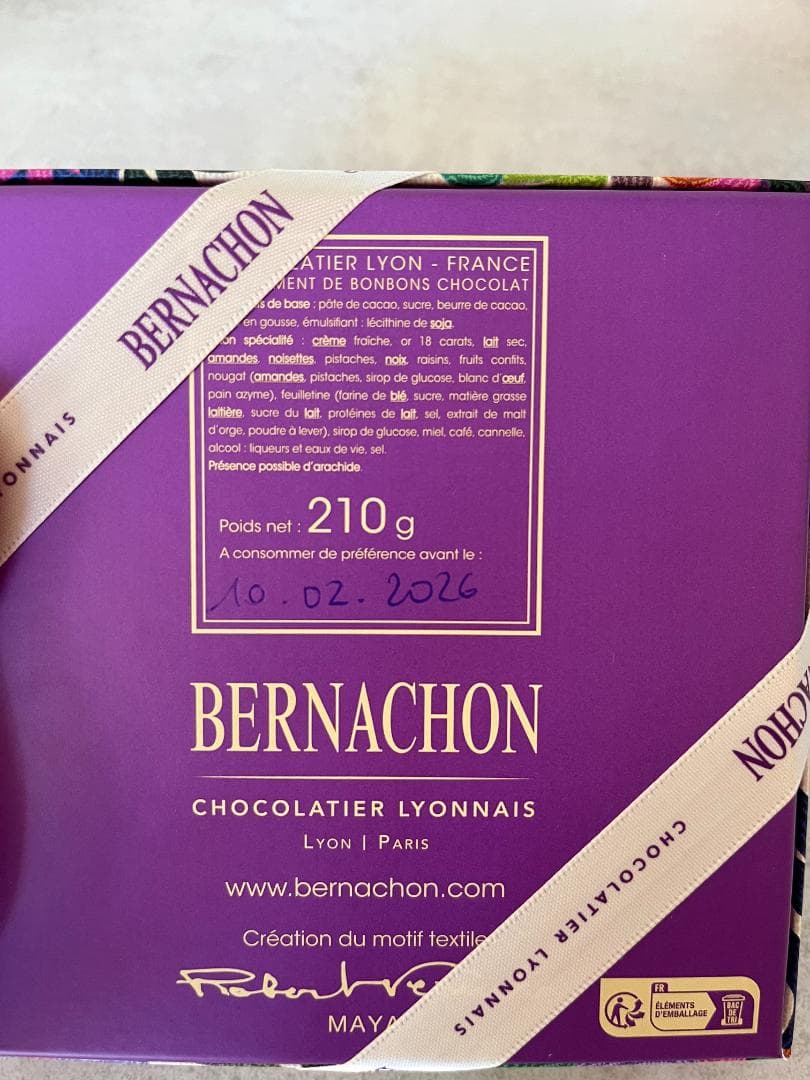 BERNACHON
ONNAIS
LATIER LYON - FRANCE
MENT DE BONBONS CHOCOLAT
de base : pâte de cacao, sucre, beurre de cacao,
en gousse, émulsifiant : lécithine de soja.
spécialité : crème fraîche, or 18 carats, lait sec,
amandes, noisettes, pistaches, noix, raisins, fruits confits,
nougat (amandes, pistaches, sirop de glucose, blanc d'œuf,
pain azyme), feuilletine (farine de blé, sucre, matière grasse
laitière, sucre du lait, protéines de lait, sel, extrait de malt
d'orge, poudre à lever), sirop de glucose, miel, café, cannelle,
alcool : liqueurs et eaux de vie, sel.
Présence possible d'arachide.
Poids net : 210 g
A consommer de préférence avant le :
10.02.2026
BERNACHON
CHOCOLATIER LYONNAIS
LYON | PARIS
www.bernachon.com
Création du motif textile
Robert Ve
MAYA
ACHON
CHOCOLATIER LYONNAIS
FR
ÉLÉMENTS
D'EMBALLAGE
BAC
DE
TRI